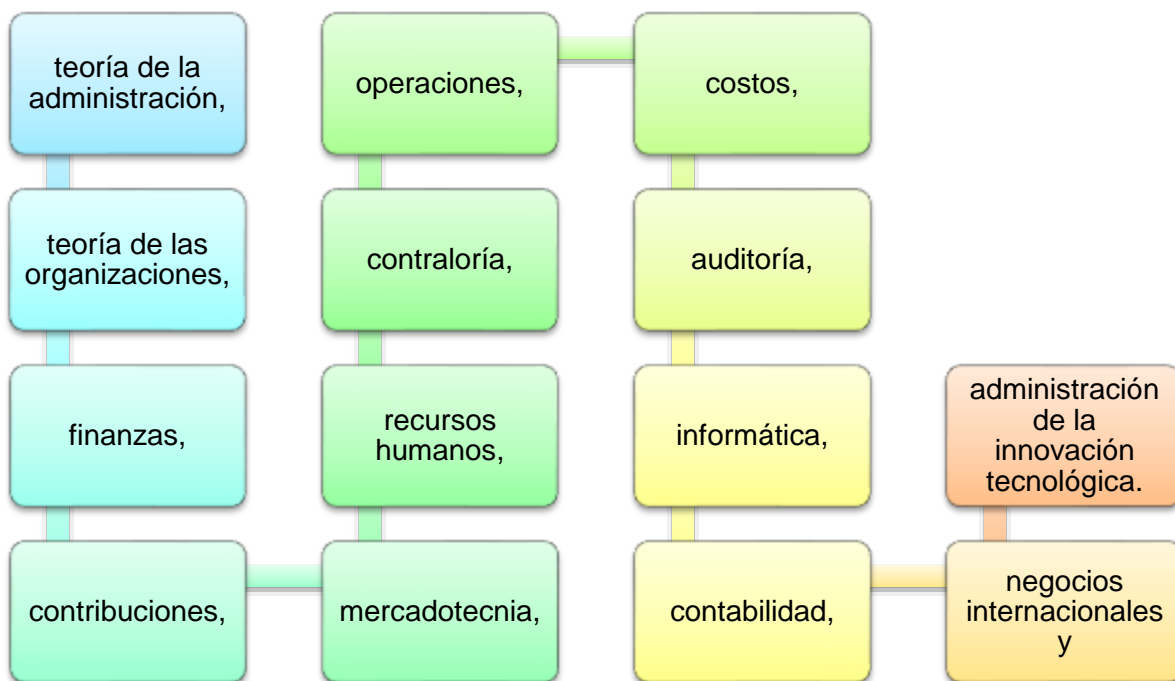 teoría de la
administración,
teoría de las
organizaciones,
finanzas,
contribuciones,
mercadotecnia,
recursos
humanos,
contraloría,
operaciones,
costos,
auditoría,
informática,
contabilidad,
negocios
internacionales
y
administración
de la
innovación
tecnológica.